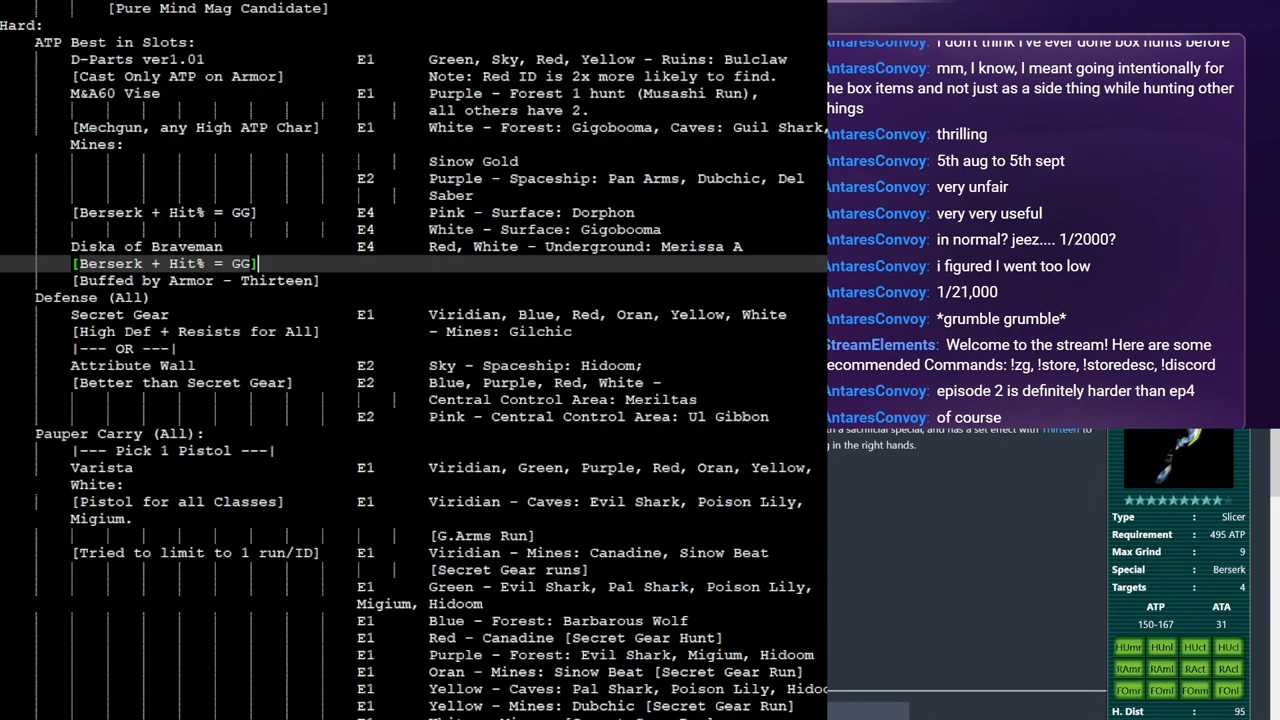 [Pure Mind Mag Candidate]
Hard:
ATP Best in Slots:
D-Parts ver1.01 E1 Green, Sky, Red, Yellow - Ruins: Bulclaw
[Cast Only ATP on Armor] Note: Red ID is 2x more likely to find.
M&A60 Vise E1 Purple - Forest 1 hunt (Musashi Run),
all others have 2.
[Mechgun, any High ATP Char] E1 White - Forest: Gigobooma, Caves: Guil Shark,
Mines:
Sinow Gold
E2 Purple - Spaceship: Pan Arms, Dubchic, Del
Saber
[Berserk + Hit% = GG] E4 Pink - Surface: Dorphon
E4 White - Surface: Gigobooma
Diska of Braveman E4 Red, White - Underground: Merissa A
[Berserk + Hit% = GG]
[Buffed by Armor - Thirteen]
Defense (All)
Secret Gear E1 Viridian, Blue, Red, Oran, Yellow, White
[High Def + Resists for All] - Mines: Gilchic
|--- OR ---|
Attribute Wall E2 Sky - Spaceship: Hidoom;
[Better than Secret Gear] E2 Blue, Purple, Red, White -
Central Control Area: Meriltas
E2 Pink - Central Control Area: Ul Gibbon
Pauper Carry (All):
|--- Pick 1 Pistol ---|
Varista E1 Viridian, Green, Purple, Red, Oran, Yellow,
White:
[Pistol for all Classes] E1 Viridian - Caves: Evil Shark, Poison Lily,
Migium.
[G.Arms Run]
[Tried to limit to 1 run/ID] E1 Viridian - Mines: Canadine, Sinow Beat
[Secret Gear runs]
E1 Green - Evil Shark, Pal Shark, Poison Lily,
Migium, Hidoom
E1 Blue - Forest: Barbarous Wolf
E1 Red - Canadine [Secret Gear Hunt]
E1 Purple - Forest: Evil Shark, Migium, Hidoom
E1 Oran - Mines: Sinow Beat [Secret Gear Run]
E1 Yellow - Caves: Pal Shark, Poison Lily, Hidoo
E1 Yellow - Mines: Dubchic [Secret Gear Run]
AntaresConvoy: I don't think I've ever done box hunts before
AntaresConvoy: mm, I know, I meant going intentionally for
he box items and not just as a side thing while hunting other
hings
AntaresConvoy: thrilling
AntaresConvoy: 5th aug to 5th sept
AntaresConvoy: very unfair
AntaresConvoy: very very useful
AntaresConvoy: in normal? jeez.... 1/2000?
AntaresConvoy: i figured I went too low
AntaresConvoy: 1/21,000
AntaresConvoy: *grumble grumble*
StreamElements: Welcome to the stream! Here are some
ecommended Commands: !zg, !store, !storedesc, !discord
AntaresConvoy: episode 2 is definitely harder than ep4
AntaresConvoy: of course
h a sacrificial special, and has a set effect with Thirteen to
g in the right hands.
Type : Slicer
Requirement : 495 ATP
Max Grind : 9
Special : Berserk
Targets : 4
ATP ATA
150-167 31
HUmr HUnl HUct HUcl
RAmr RAml RAct RAcl
FOmr FOml FOnm FOnl
H. Dist : 95